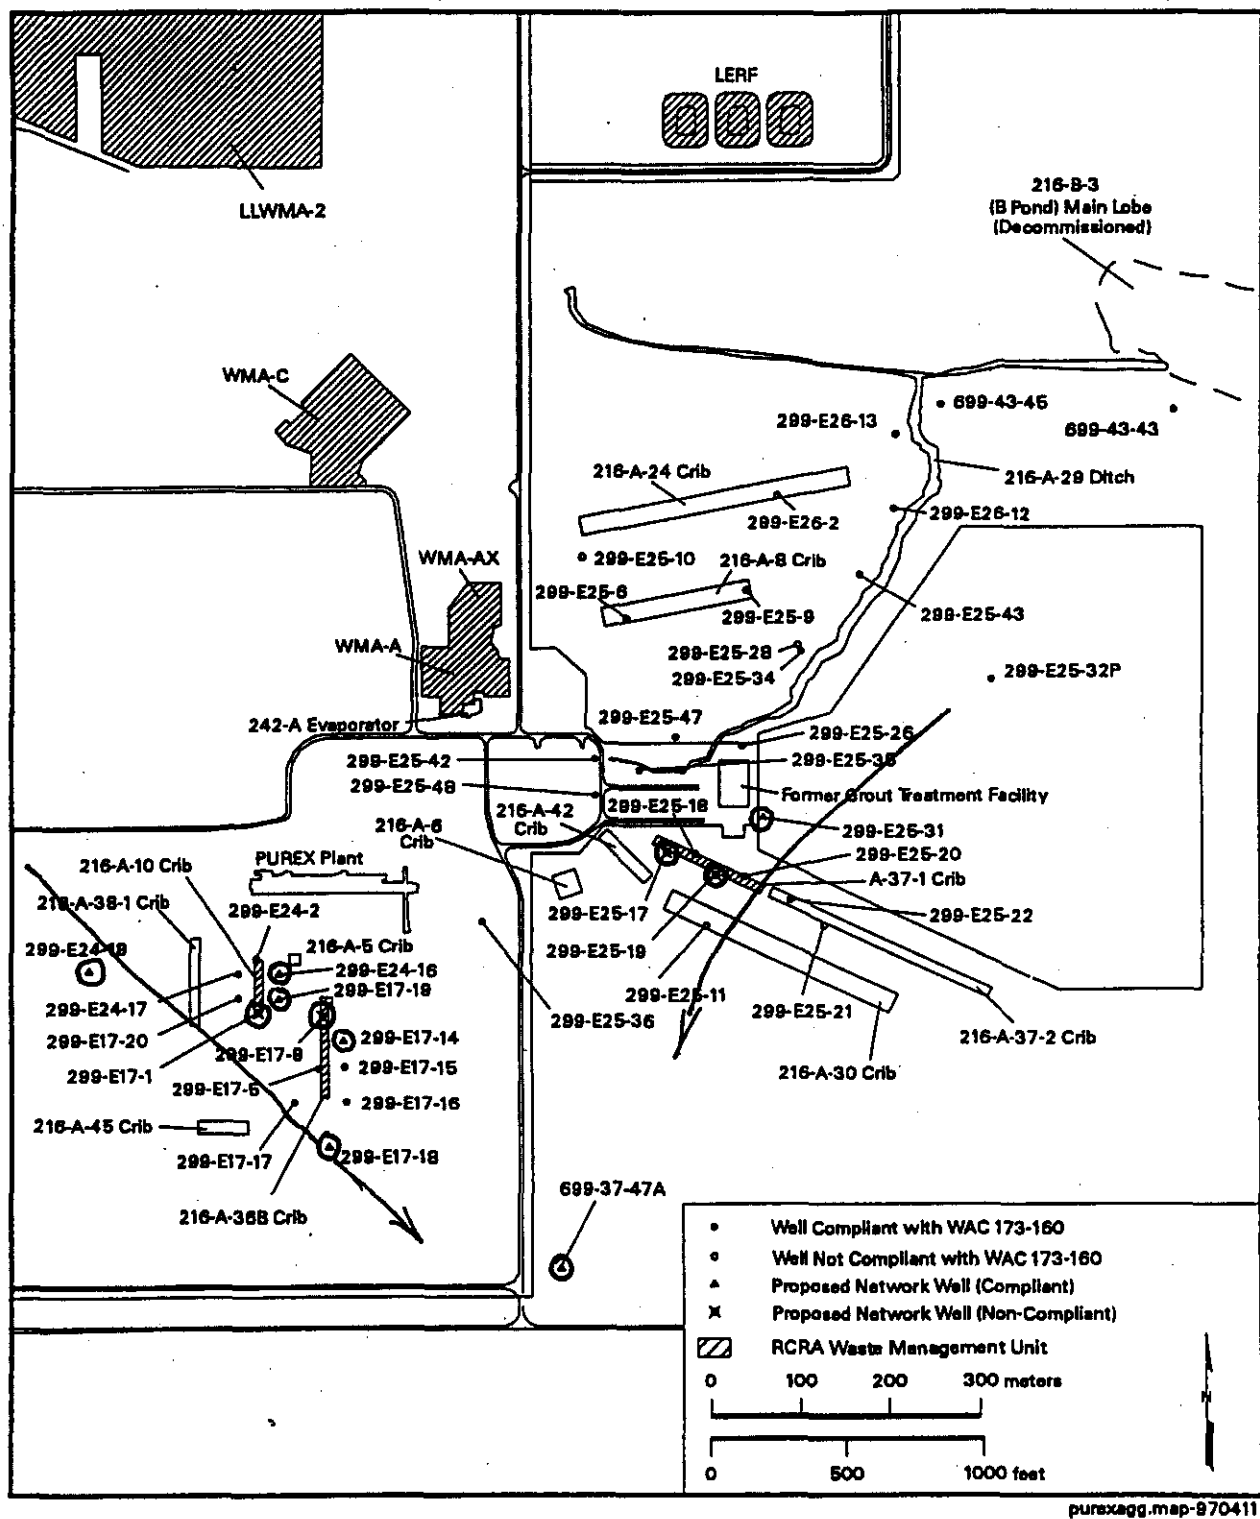 LERF
LLWMA-2
216-B-3
(B Pond) Main Lobe
(Decommissioned)
WMA-C
699-43-45
299-E26-13
699-43-43
216-A-24 Crib
216-A-29 Ditch
299-E26-2
299-E26-12
WMA-AX
299-E25-10
216-A-8 Crib
299-E25-6
299-E25-9
299-E25-43
WMA-A
299-E25-28
299-E25-34
299-E25-32P
242-A Evaporator
299-E25-47
299-E25-26
299-E25-42
299-E25-35
299-E25-48
Former Grout Treatment Facility
216-A-42
Crib
299-E25-18
216-A-6
Crib
299-E25-31
216-A-10 Crib
PUREX Plant
299-E25-20
A-37-1 Crib
216-A-38-1 Crib
299-E24-2
299-E25-17
299-E25-22
299-E24-18
216-A-5 Crib
299-E25-19
299-E24-16
299-E17-19
299-E25-11
299-E24-17
299-E25-21
299-E25-36
299-E17-20
216-A-37-2 Crib
299-E17-9
299-E17-14
299-E17-1
299-E17-15
216-A-30 Crib
299-E17-5
299-E17-16
216-A-45 Crib
299-E17-17
299-E17-18
699-37-47A
216-A-36B Crib
Well Compliant with WAC 173-160
Well Not Compliant with WAC 173-160
Proposed Network Well (Compliant)
Proposed Network Well (Non-Compliant)
RCRA Waste Management Unit
0 100 200 300 meters
N
0 500 1000 feet
purexagg.map-970411